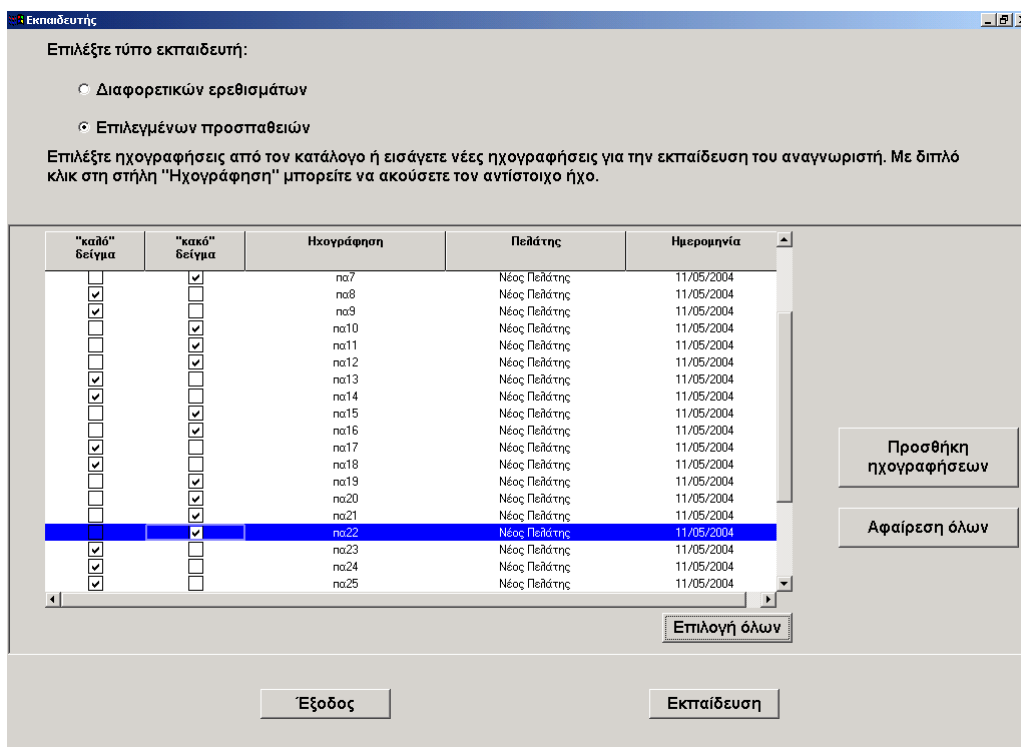 Εκπαιδευτής
Επιλέξτε τύπο εκπαιδευτή:
Διαφορετικών ερεθισμάτων
Επιλεγμένων προσπαθειών
Επιλέξτε ηχογραφήσεις από τον κατάλογο ή εισάγετε νέες ηχογραφήσεις για την εκπαίδευση του αναγνωριστή. Με διπλό
κλικ στη στήλη "Ηχογράφηση" μπορείτε να ακούσετε τον αντίστοιχο ήχο.
"καλό" δείγμα "κακό" δείγμα Ηχογράφηση Πελάτης Ημερομηνία
πα7 Νέος Πελάτης 11/05/2004
πα8 Νέος Πελάτης 11/05/2004
πα9 Νέος Πελάτης 11/05/2004
πα10 Νέος Πελάτης 11/05/2004
πα11 Νέος Πελάτης 11/05/2004
πα12 Νέος Πελάτης 11/05/2004
πα13 Νέος Πελάτης 11/05/2004
πα14 Νέος Πελάτης 11/05/2004
πα15 Νέος Πελάτης 11/05/2004
πα16 Νέος Πελάτης 11/05/2004
πα17 Νέος Πελάτης 11/05/2004
πα18 Νέος Πελάτης 11/05/2004
πα19 Νέος Πελάτης 11/05/2004
πα20 Νέος Πελάτης 11/05/2004
πα21 Νέος Πελάτης 11/05/2004
πα22 Νέος Πελάτης 11/05/2004
πα23 Νέος Πελάτης 11/05/2004
πα24 Νέος Πελάτης 11/05/2004
πα25 Νέος Πελάτης 11/05/2004
Προσθήκη
ηχογραφήσεων
Αφαίρεση όλων
Επιλογή όλων
Έξοδος Εκπαίδευση